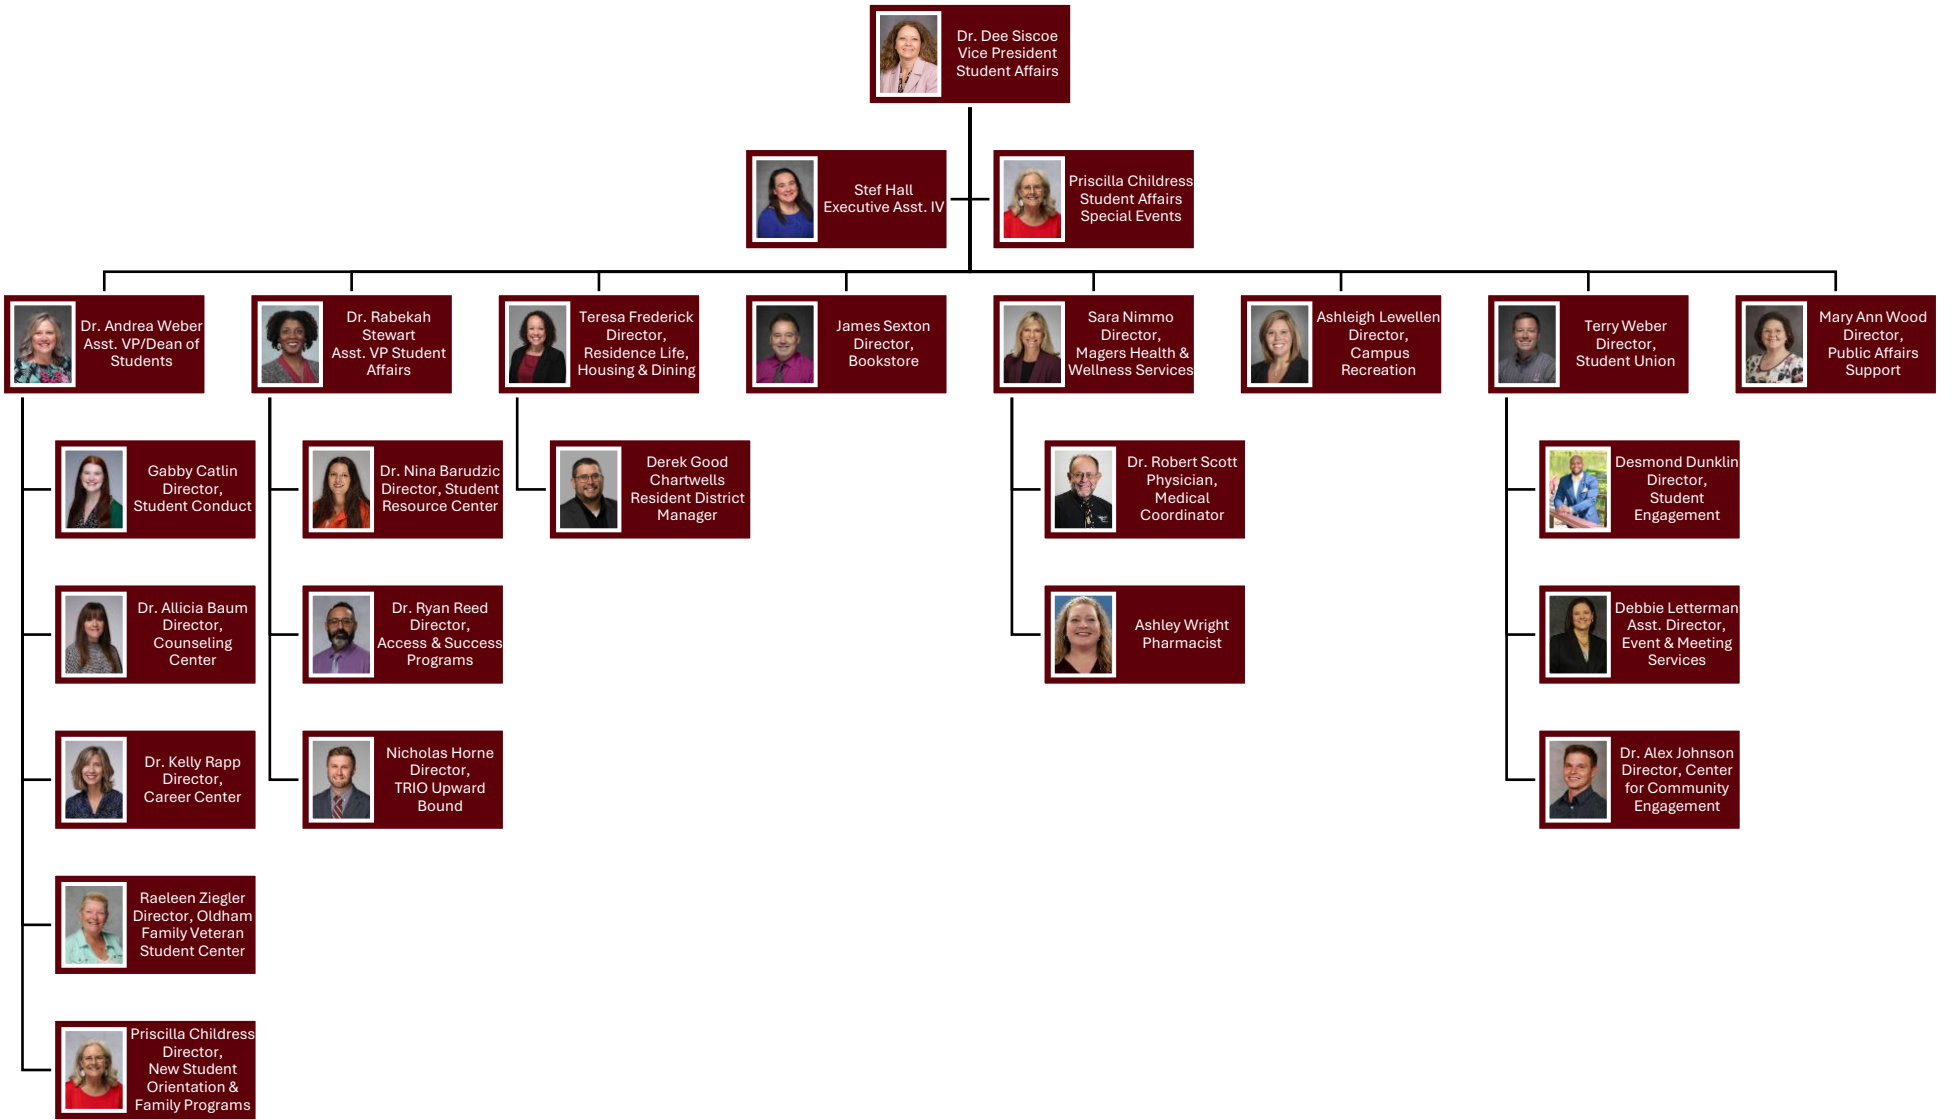 Dr. Dee Siscoe
Vice President
Student Affairs
Stef Hall
Executive Asst. IV
Priscilla Childress
Student Affairs
Special Events
Dr. Andrea Weber
Asst. VP/Dean of
Students
Dr. Rabekah
Stewart
Asst. VP Student
Affairs
Teresa Frederick
Director,
Residence Life,
Housing & Dining
James Sexton
Director,
Bookstore
Sara Nimmo
Director,
Magers Health &
Wellness Services
Ashleigh Lewellen
Director,
Campus
Recreation
Terry Weber
Director,
Student Union
Mary Ann Wood
Director,
Public Affairs
Support
Gabby Catlin
Director,
Student Conduct
Dr. Nina Barudzic
Director, Student
Resource Center
Derek Good
Chartwells
Resident District
Manager
Dr. Robert Scott
Physician,
Medical
Coordinator
Desmond Dunklin
Director,
Student
Engagement
Dr. Allicia Baum
Director,
Counseling
Center
Dr. Ryan Reed
Director,
Access & Success
Programs
Ashley Wright
Pharmacist
Debbie Letterman
Asst. Director,
Event & Meeting
Services
Dr. Kelly Rapp
Director,
Career Center
Nicholas Horne
Director,
TRIO Upward
Bound
Dr. Alex Johnson
Director, Center
for Community
Engagement
Raeleen Ziegler
Director, Oldham
Family Veteran
Student Center
Priscilla Childress
Director,
New Student
Orientation &
Family Programs